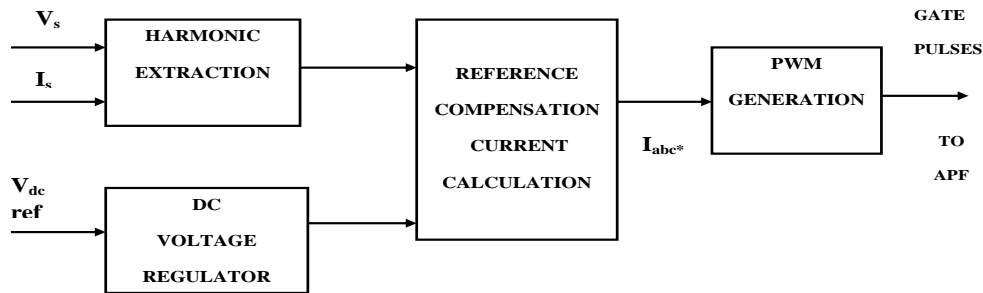 Vs
Is
HARMONIC
EXTRACTION
Vdc
ref
DC
VOLTAGE
REGULATOR
REFERENCE
COMPENSATION
CURRENT
CALCULATION
Iabc*
PWM
GENERATION
GATE
PULSES
TO
APF